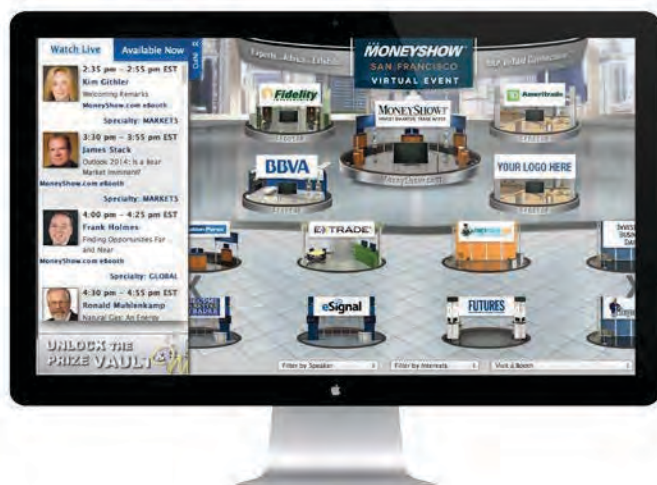 Watch Live
Available Now
INFO
2:35 pm - 2:55 pm EST
Kim Githler
Welcoming Remarks
MoneyShow.com eBooth
Specialty: MARKETS
3:30 pm - 3:55 pm EST
James Stack
Outlook 2014: Is a Bear
Market Imminent?
MoneyShow.com eBooth
Specialty: MARKETS
4:00 pm - 4:25 pm EST
Frank Holmes
Finding Opportunities Far
and Near
MoneyShow.com eBooth
Specialty: GLOBAL
4:30 pm - 4:55 pm EST
Ronald Muhlenkamp
Natural Gas: An Energy
UNLOCK THE
PRIZE VAULT
THE
MONEYSHOW
SAN FRANCISCO
VIRTUAL EVENT
Fidelity
MONEYSHOW
Ameritrade
BBVA
MoneyShow.com
YOUR LOGO HERE
E*TRADE
eSignal
FUTURES
Filter by Speaker
Filter by Interests
Visit a Booth